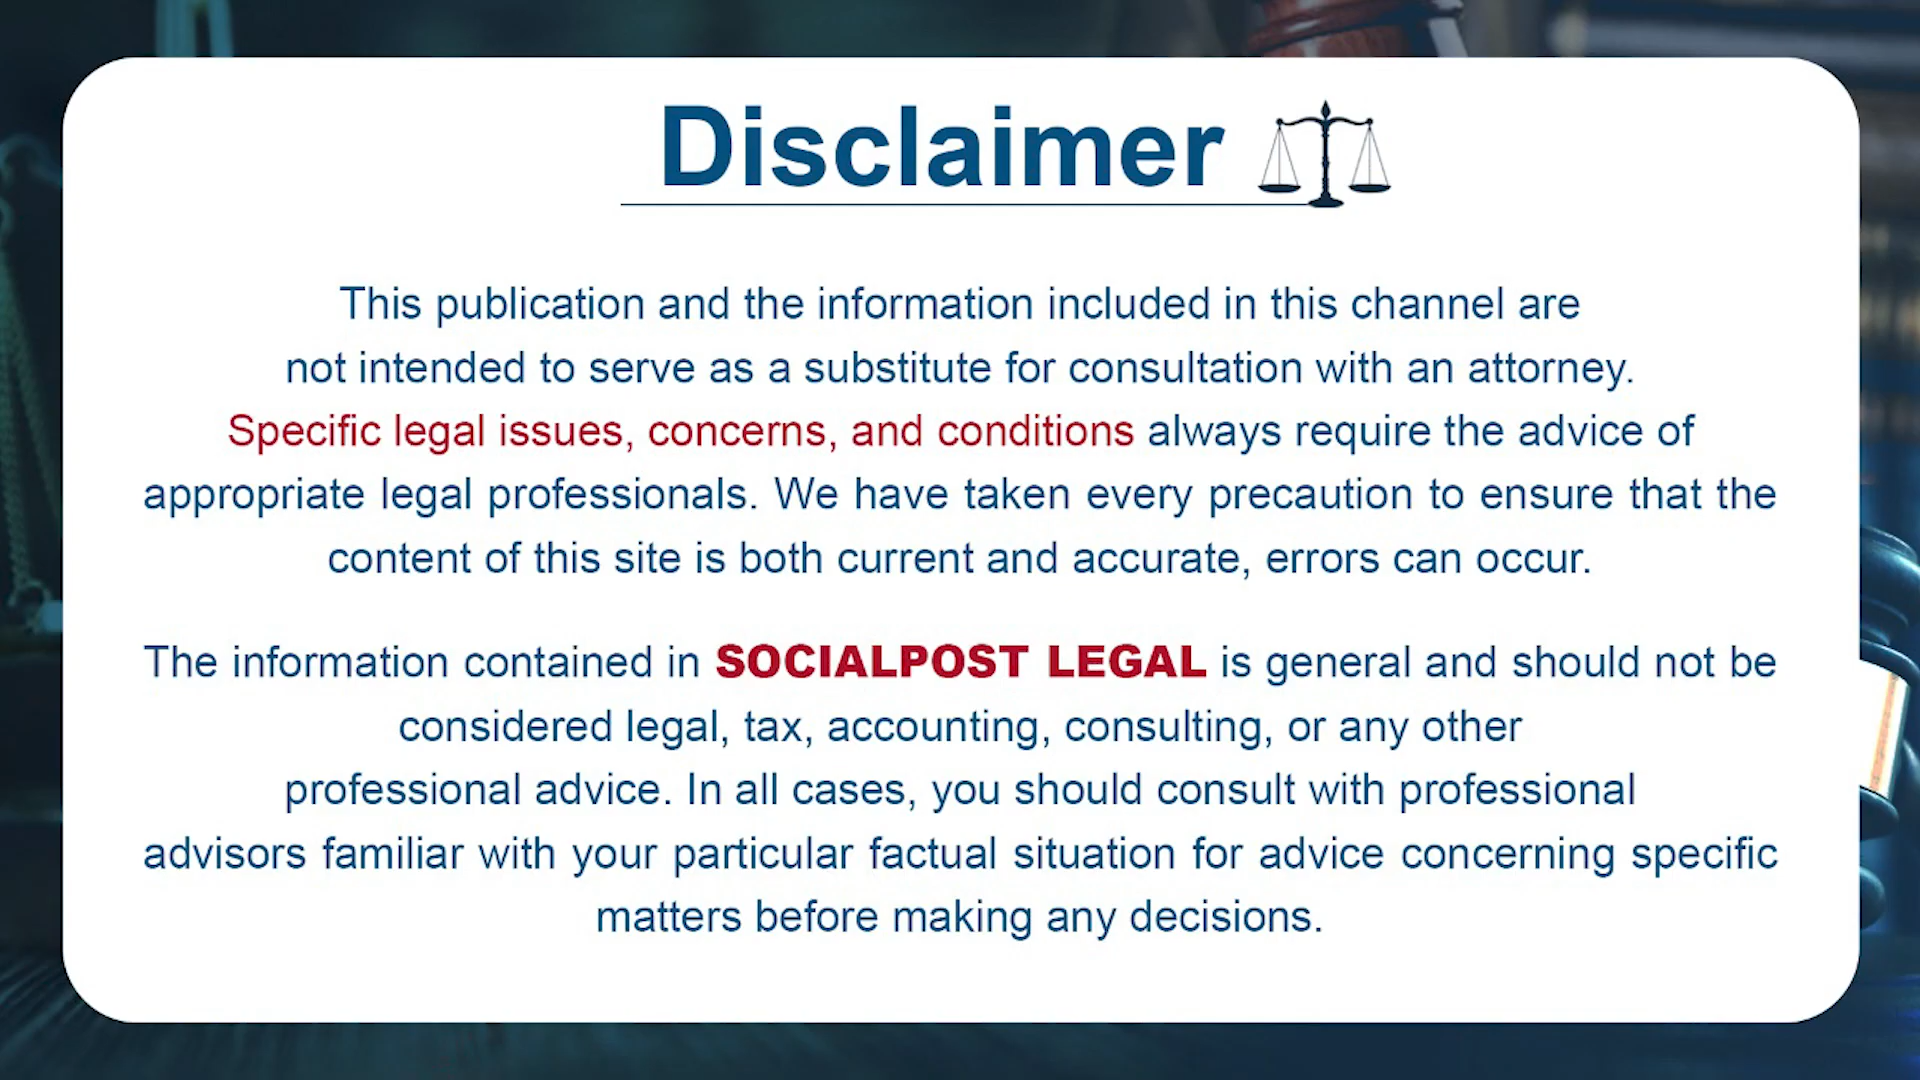 Disclaimer
This publication and the information included in this channel are
not intended to serve as a substitute for consultation with an attorney.
Specific legal issues, concerns, and conditions always require the advice of
appropriate legal professionals. We have taken every precaution to ensure that the
content of this site is both current and accurate, errors can occur.
The information contained in SOCIALPOST LEGAL is general and should not be
considered legal, tax, accounting, consulting, or any other
professional advice. In all cases, you should consult with professional
advisors familiar with your particular factual situation for advice concerning specific
matters before making any decisions.